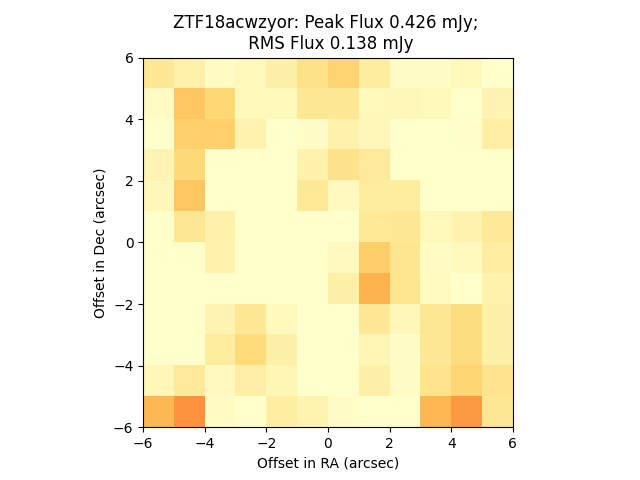 ZTF18acwzyor: Peak Flux 0.426 mJy;
RMS Flux 0.138 mJy
6
4
2
0
−2
−4
−6
Offset in Dec (arcsec)
−6 −4 −2 0 2 4 6
Offset in RA (arcsec)